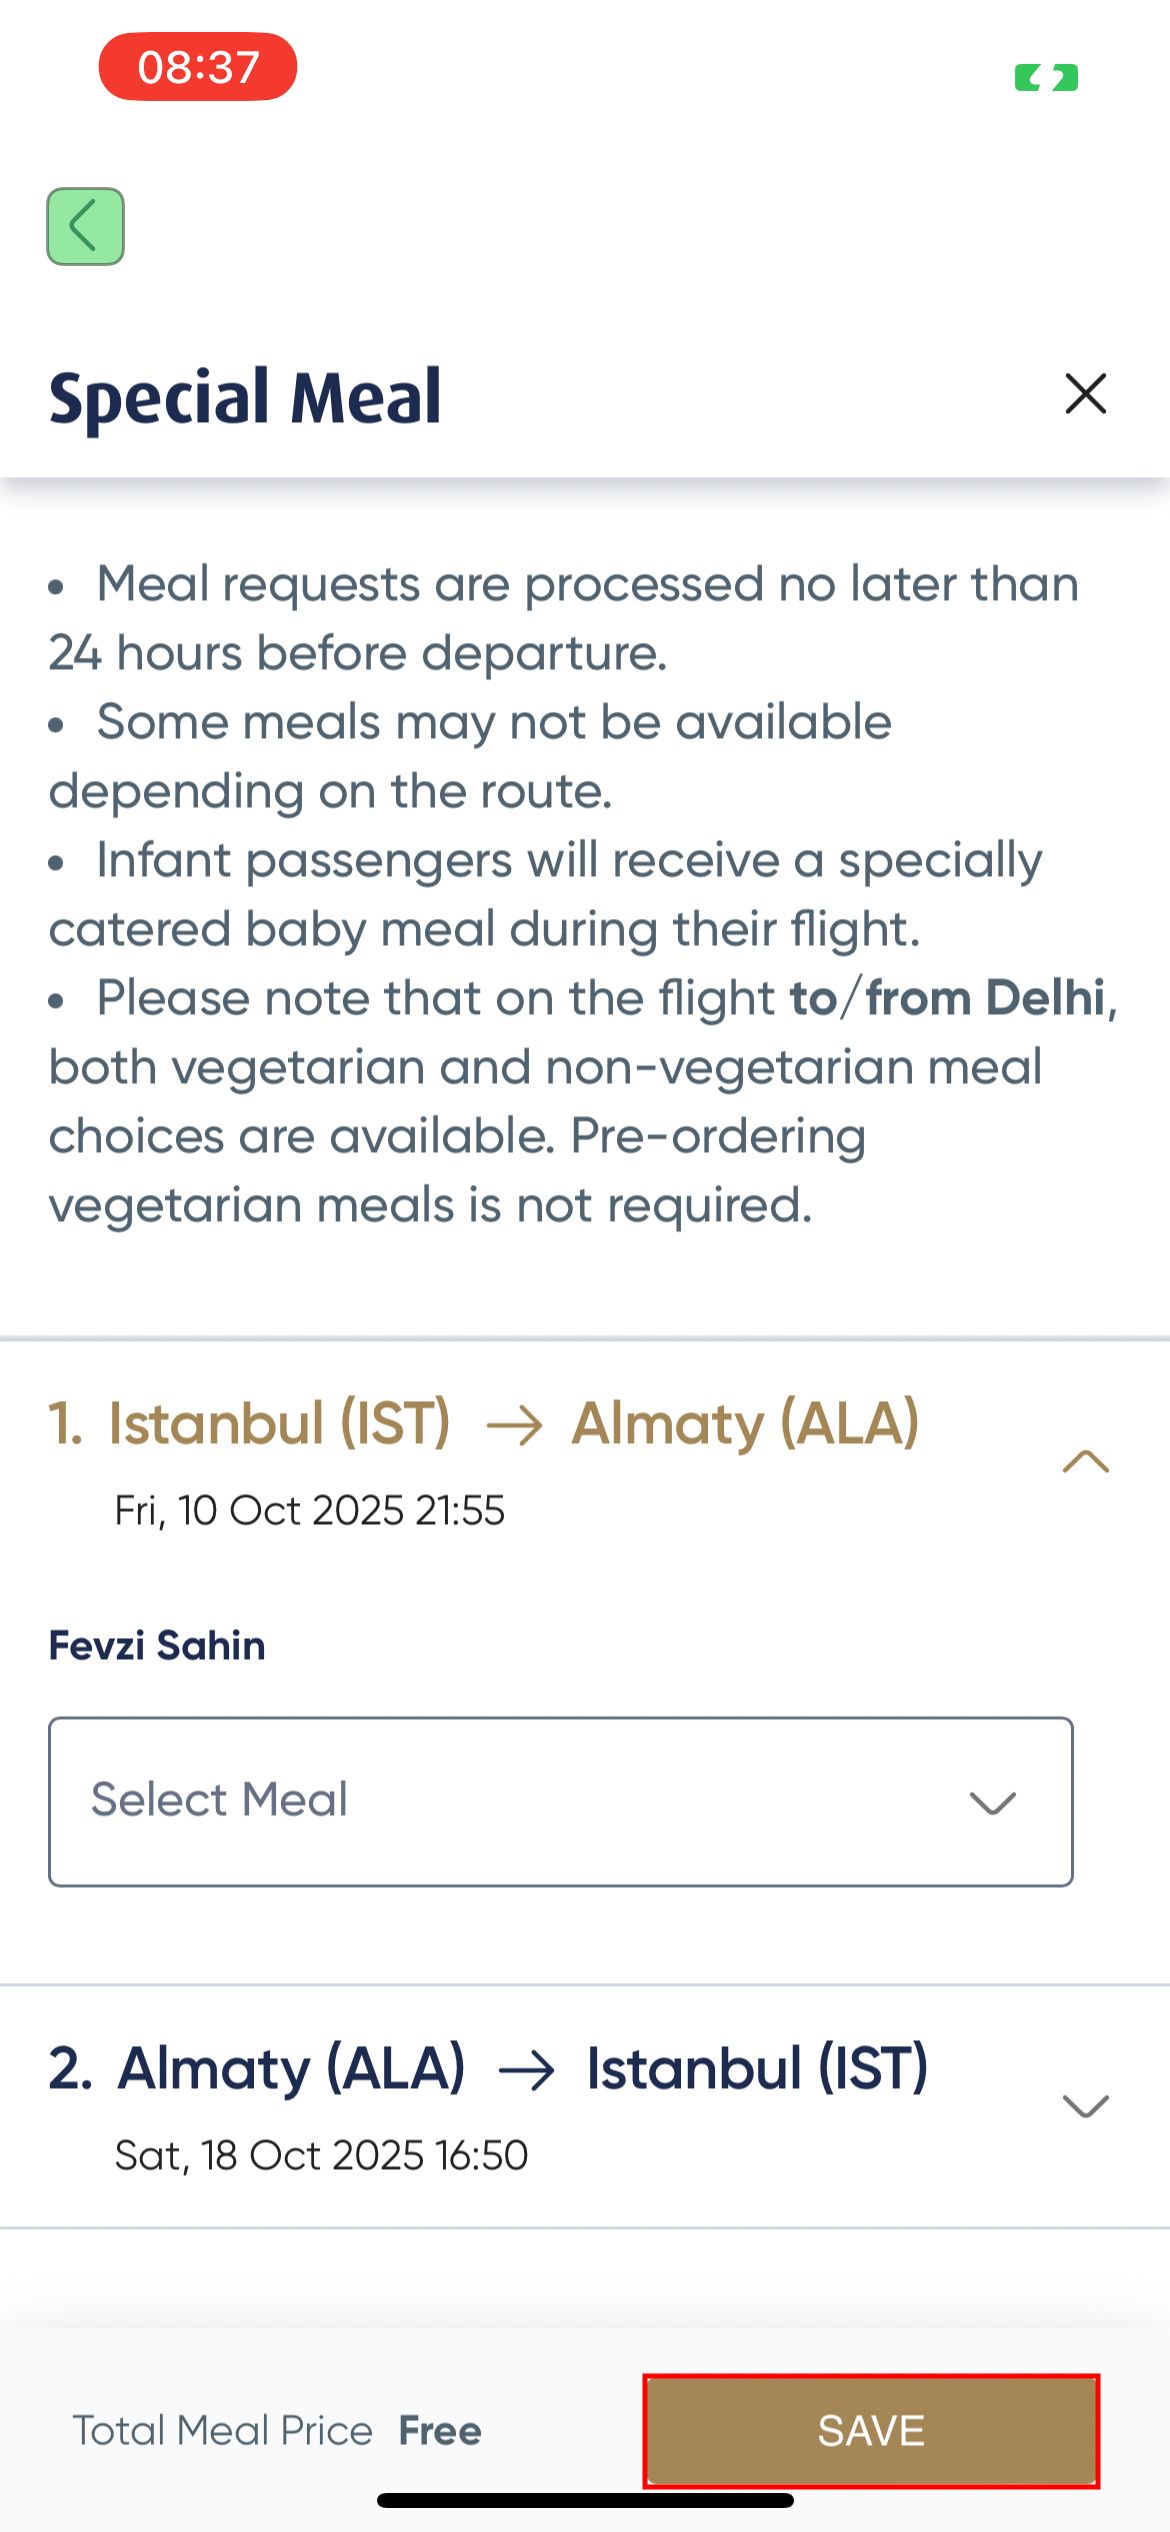 08:37
Special Meal
• Meal requests are processed no later than
24 hours before departure.
• Some meals may not be available
depending on the route.
• Infant passengers will receive a specially
catered baby meal during their flight.
• Please note that on the flight to/from Delhi,
both vegetarian and non-vegetarian meal
choices are available. Pre-ordering
vegetarian meals is not required.
1. Istanbul (IST) → Almaty (ALA)
Fri, 10 Oct 2025 21:55
Fevzi Sahin
Select Meal
2. Almaty (ALA) → Istanbul (IST)
Sat, 18 Oct 2025 16:50
Total Meal Price Free
SAVE